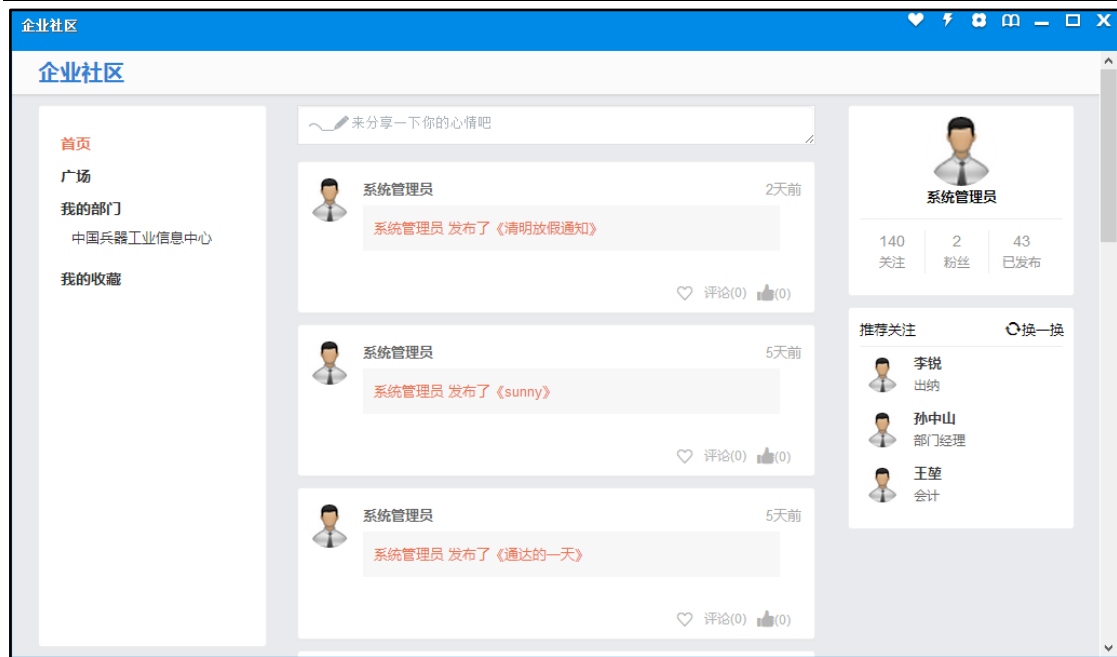 企业社区
企业社区
首页
广场
我的部门
中国兵器工业信息中心
我的收藏
来分享一下你的心情吧
系统管理员 2天前
系统管理员 发布了《清明放假通知》
评论(0) (0)
系统管理员 5天前
系统管理员 发布了《sunny》
评论(0) (0)
系统管理员 5天前
系统管理员 发布了《通达的一天》
评论(0) (0)
系统管理员
140 2 43
关注 粉丝 已发布
推荐关注 换一换
李锐
出纳
孙中山
部门经理
王堃
会计